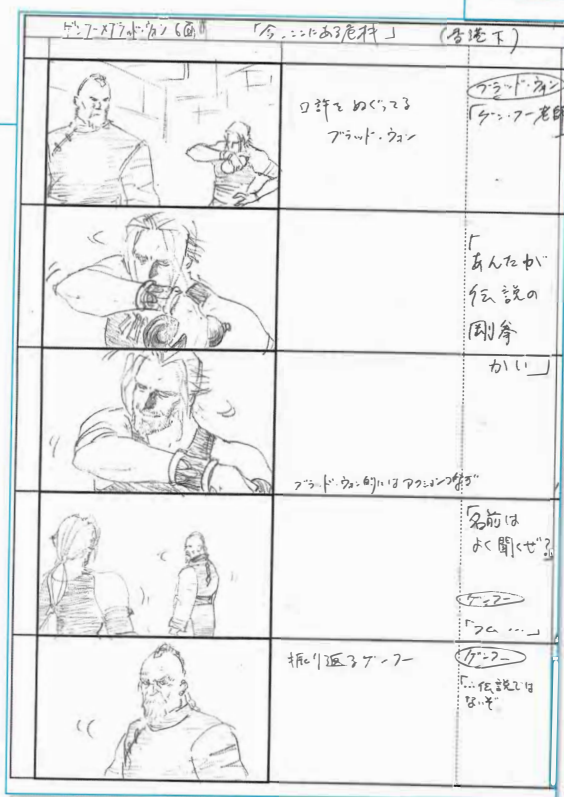 ゲン・フー×ブラッド・ウォン 6面
「今、ここにある危村」
(香港下)
口許をぬぐってる
ブラッド・ウォン
ブラッド・ウォン
「ゲン・フー老師
「あんたが
伝説の
剛拳
かい」
ブラッド・ウォン的にはアクションつなぎ
「名前は
よく聞くぜ?」
ゲン・フー
「フム…」
振り返るゲン・フー
ゲン・フー
「…伝説では
ないぞ